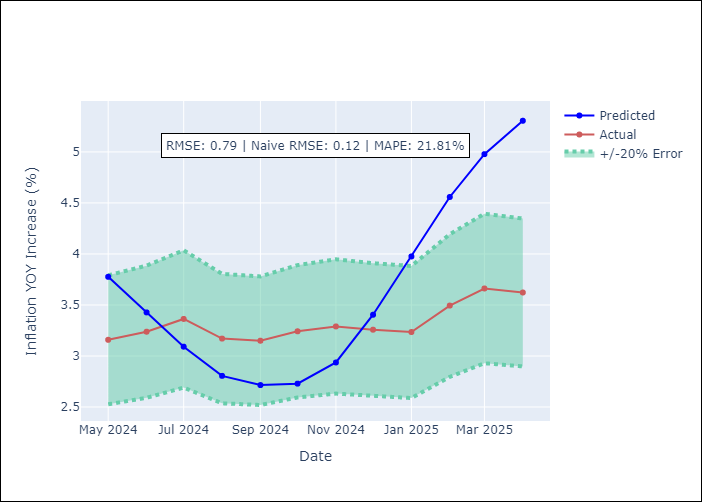 RMSE: 0.79 | Naive RMSE: 0.12 | MAPE: 21.81%
Predicted
Actual
+/-20% Error
Inflation YOY Increase (%)
5
4.5
4
3.5
3
2.5
May 2024
Jul 2024
Sep 2024
Nov 2024
Jan 2025
Mar 2025
Date